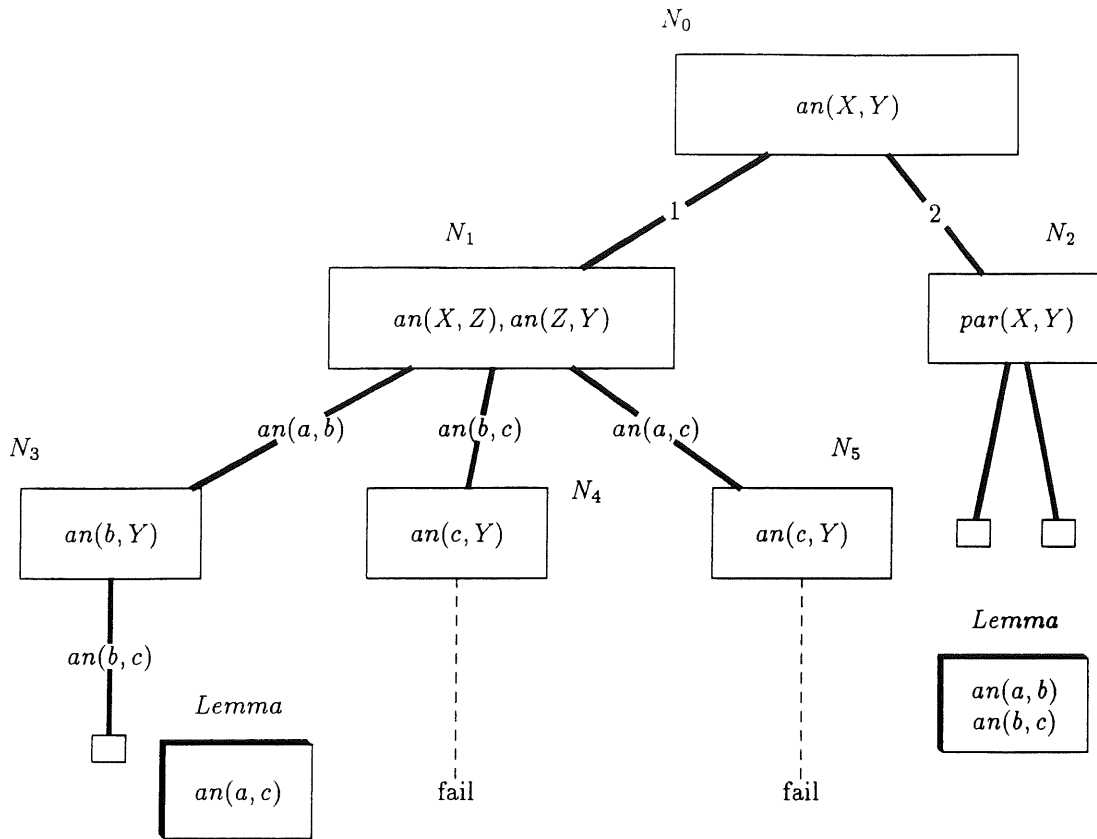 N₀
an(X, Y)
1
2
N₁
N₂
an(X, Z), an(Z, Y)
par(X, Y)
an(a, b)
an(b, c)
an(a, c)
N₃
N₄
N₅
an(b, Y)
an(c, Y)
an(c, Y)
an(b, c)
Lemma
an(a, b)
an(b, c)
Lemma
an(a, c)
fail
fail